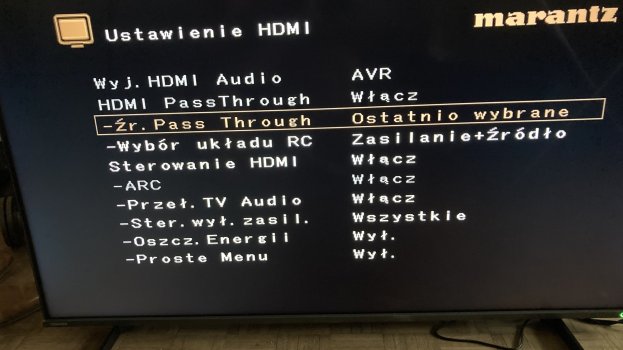 Ustawienie HDMI
marantz
Wyj.HDMI Audio AVR
HDMI PassThrough Włącz
-Źr.Pass Through Ostatnio wybrane
-Wybór układu RC Zasilanie+Źródło
Sterowanie HDMI Włącz
-ARC Włącz
-Przeł.TV Audio Włącz
-Ster.wył.zasil. Wszystkie
-Oszcz.Energii Wył.
-Proste Menu Wył.